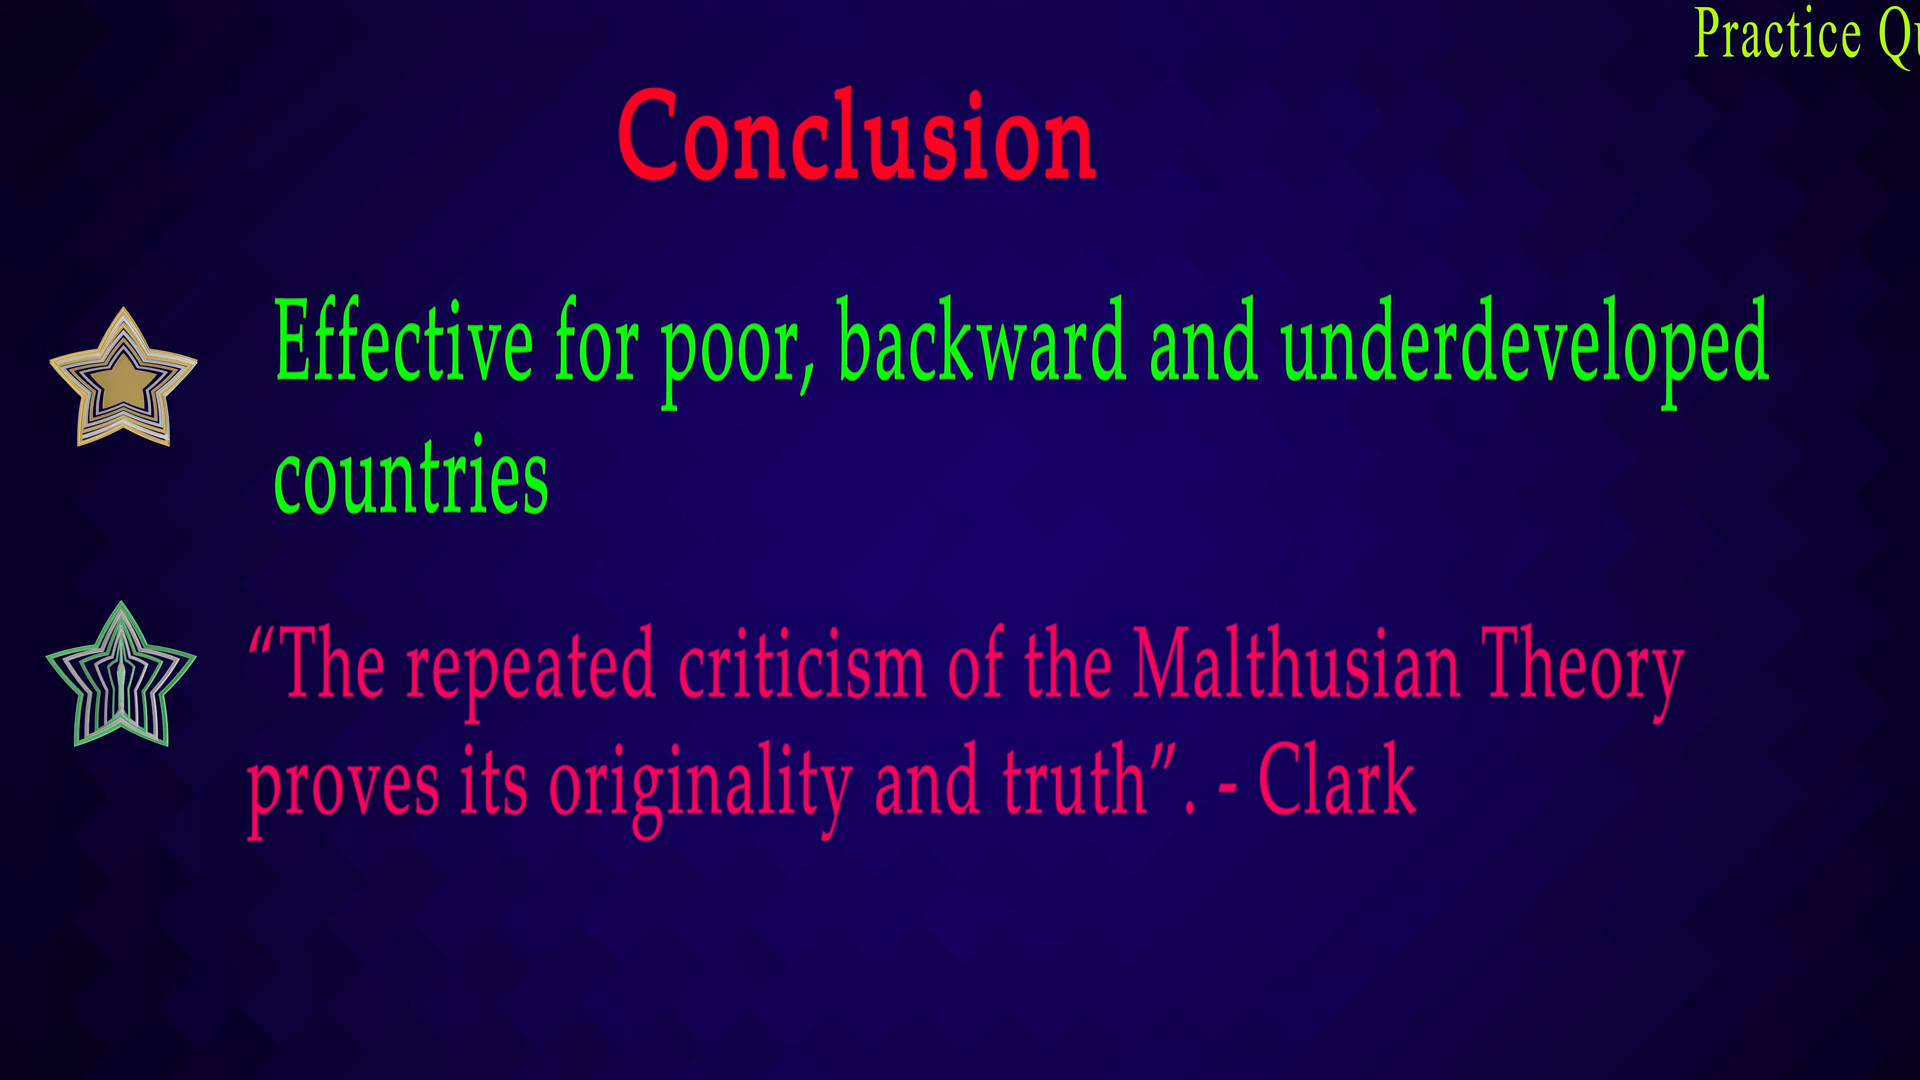 Practice Q
Conclusion
Effective for poor, backward and underdeveloped
countries
“The repeated criticism of the Malthusian Theory
proves its originality and truth”. - Clark